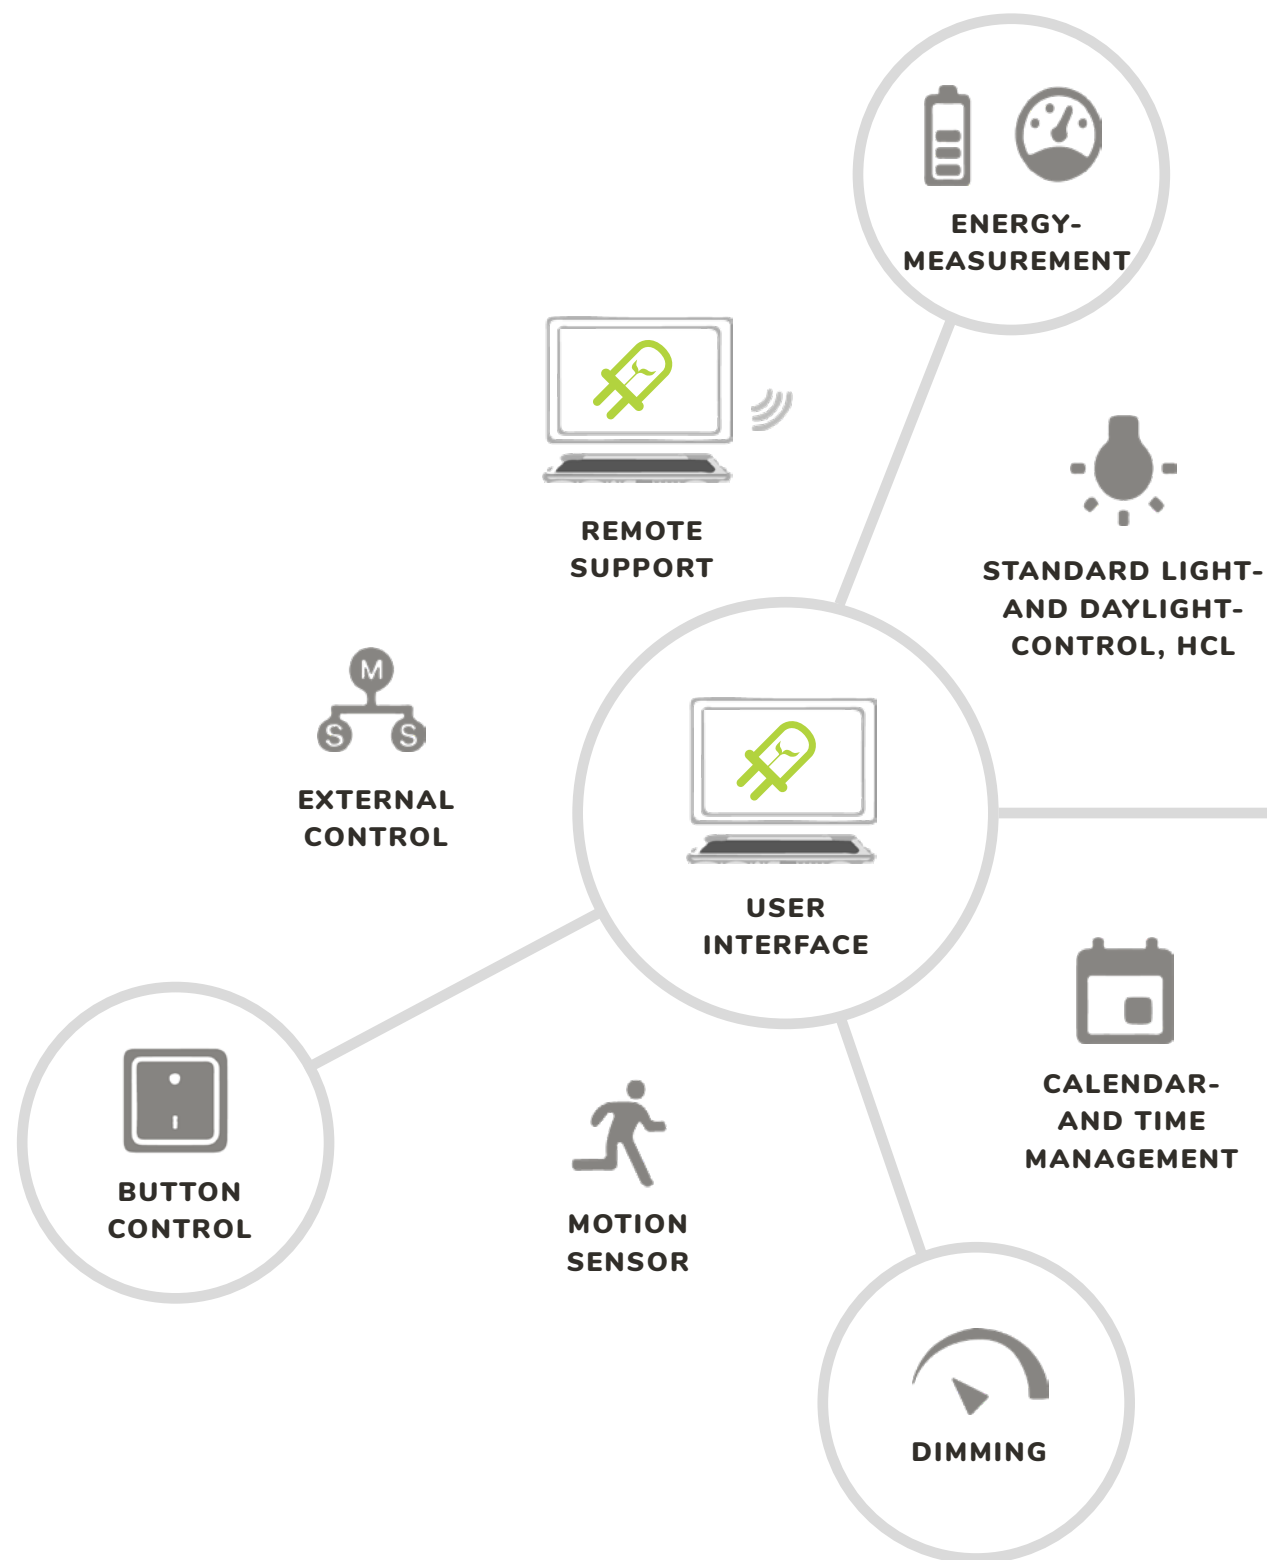 ENERGY-
MEASUREMENT
REMOTE
SUPPORT
STANDARD LIGHT-
AND DAYLIGHT-
CONTROL, HCL
M
S S
EXTERNAL
CONTROL
USER
INTERFACE
CALENDAR-
AND TIME
MANAGEMENT
BUTTON
CONTROL
MOTION
SENSOR
DIMMING